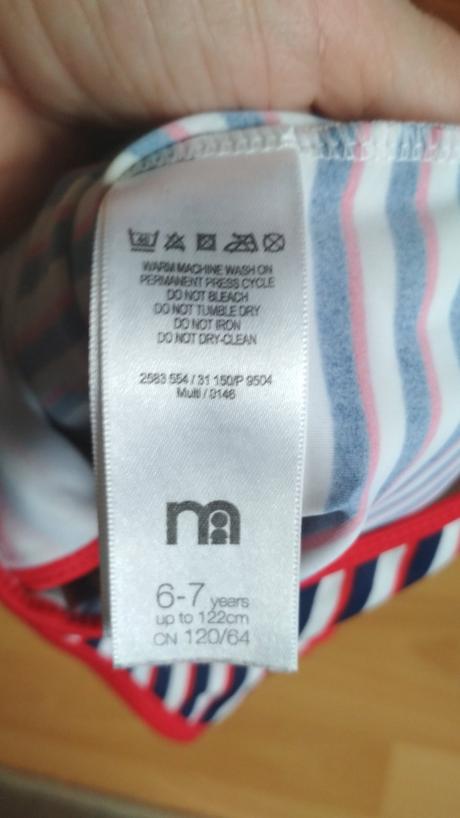 WARM MACHINE WASH ON
PERMANENT PRESS CYCLE
DO NOT BLEACH
DO NOT TUMBLE DRY
DO NOT IRON
DO NOT DRY-CLEAN
2583 554 / 31 150/P 9504
Multi / 9146
m
6-7 years
up to 122cm
CN 120/64